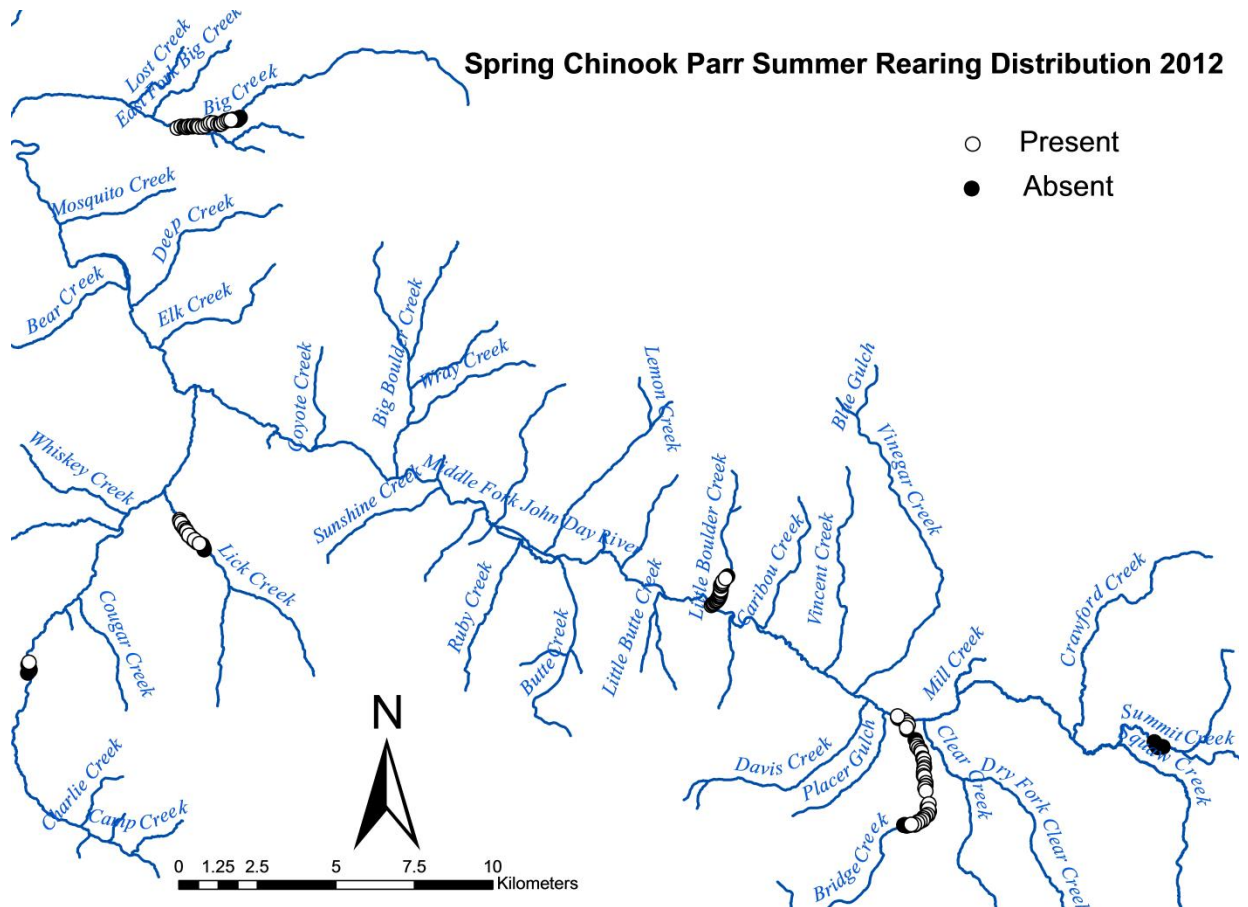 Spring Chinook Parr Summer Rearing Distribution 2012
Present
Absent
Lost Creek
East Fork Big Creek
Big Creek
Mosquito Creek
Deep Creek
Bear Creek
Elk Creek
Coyote Creek
Big Boulder Creek
Wray Creek
Lemon Creek
Blue Gulch
Vinegar Creek
Whiskey Creek
Sunshine Creek
Middle Fork John Day River
Little Boulder Creek
Caribou Creek
Vincent Creek
Lick Creek
Cougar Creek
Ruby Creek
Butte Creek
Little Butte Creek
Mill Creek
Crawford Creek
Summit Creek
Squaw Creek
Davis Creek
Placer Gulch
Clear Creek
Dry Fork Clear Creek
Bridge Creek
Charlie Creek
Camp Creek
N
0 1.25 2.5 5 7.5 10
Kilometers